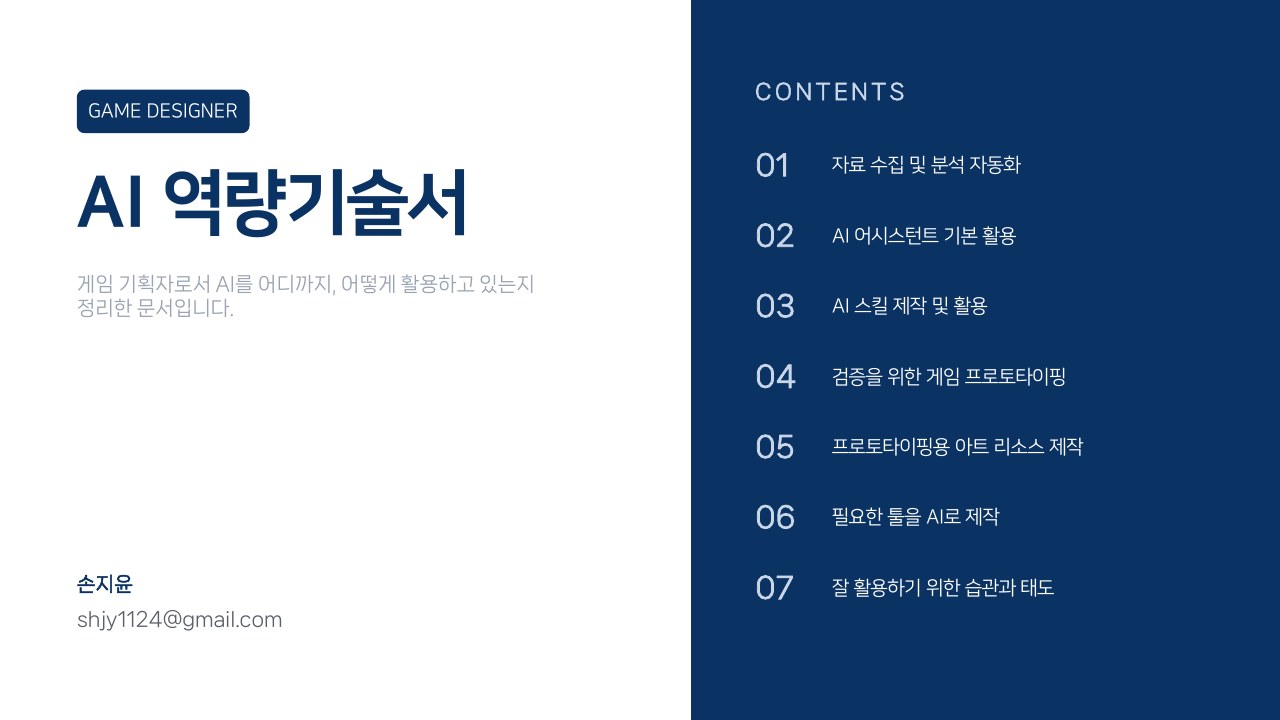 GAME DESIGNER
AI 역량기술서
게임 기획자로서 AI를 어디까지, 어떻게 활용하고 있는지
정리한 문서입니다.
손지윤
shjy1124@gmail.com
CONTENTS
01 자료 수집 및 분석 자동화
02 AI 어시스턴트 기본 활용
03 AI 스킬 제작 및 활용
04 검증을 위한 게임 프로토타이핑
05 프로토타이핑용 아트 리소스 제작
06 필요한 툴을 AI로 제작
07 잘 활용하기 위한 습관과 태도